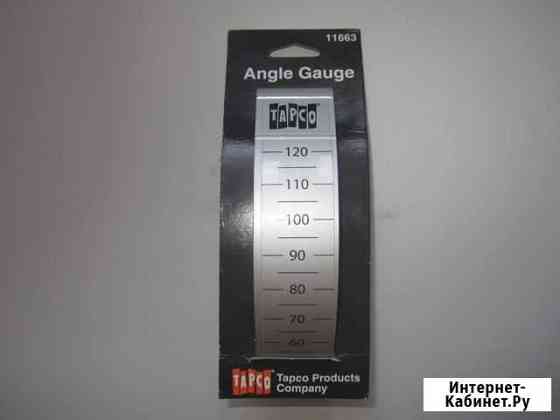 11663
Angle Gauge
TAPCO
120
110
100
90
80
70
60
TAPCO
Tapco Products
Company
Интернет-
Кабинет.Ру